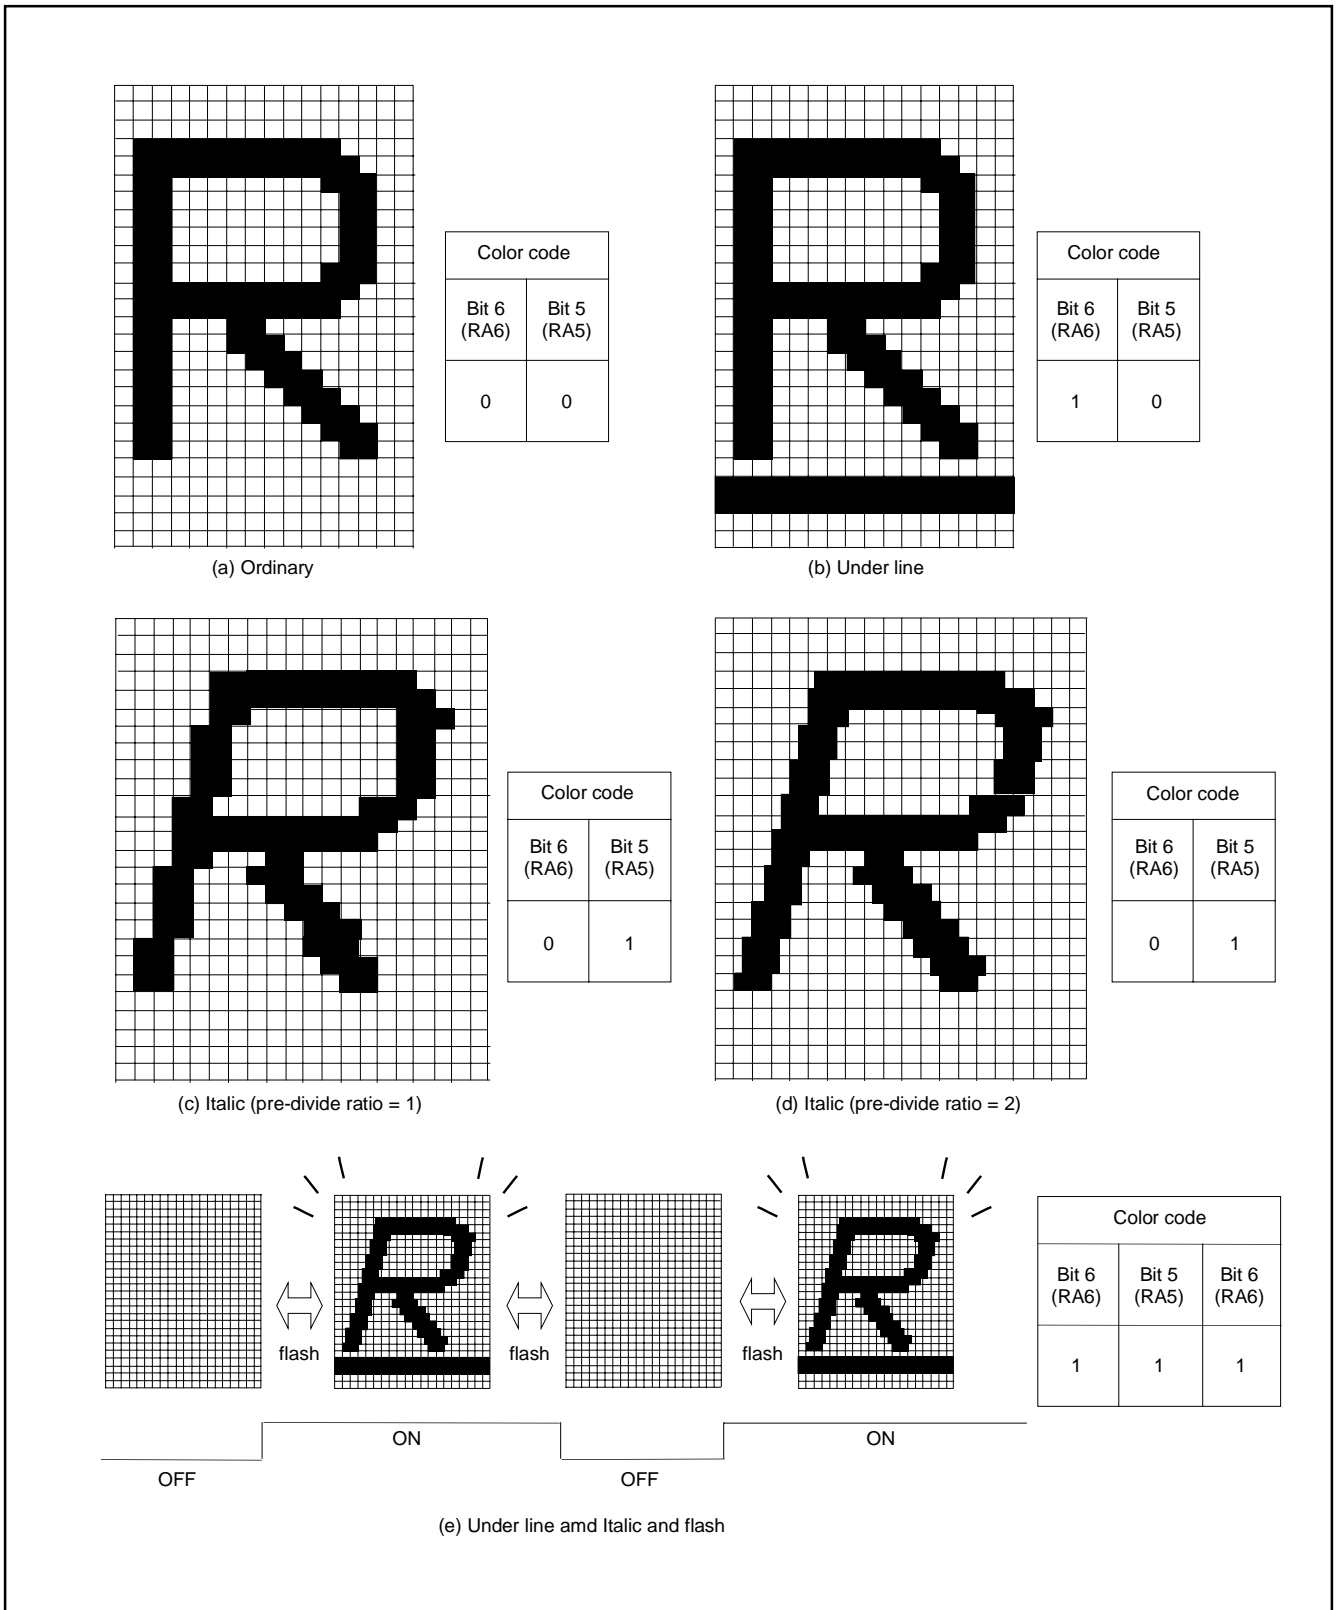 Color code
Bit 6 Bit 5
(RA6) (RA5)
0 0
(a) Ordinary
Color code
Bit 6 Bit 5
(RA6) (RA5)
1 0
(b) Under line
Color code
Bit 6 Bit 5
(RA6) (RA5)
0 1
(c) Italic (pre-divide ratio = 1)
Color code
Bit 6 Bit 5
(RA6) (RA5)
0 1
(d) Italic (pre-divide ratio = 2)
flash flash flash
Color code
Bit 6 Bit 5 Bit 6
(RA6) (RA5) (RA6)
1 1 1
ON ON
OFF OFF
(e) Under line amd Italic and flash